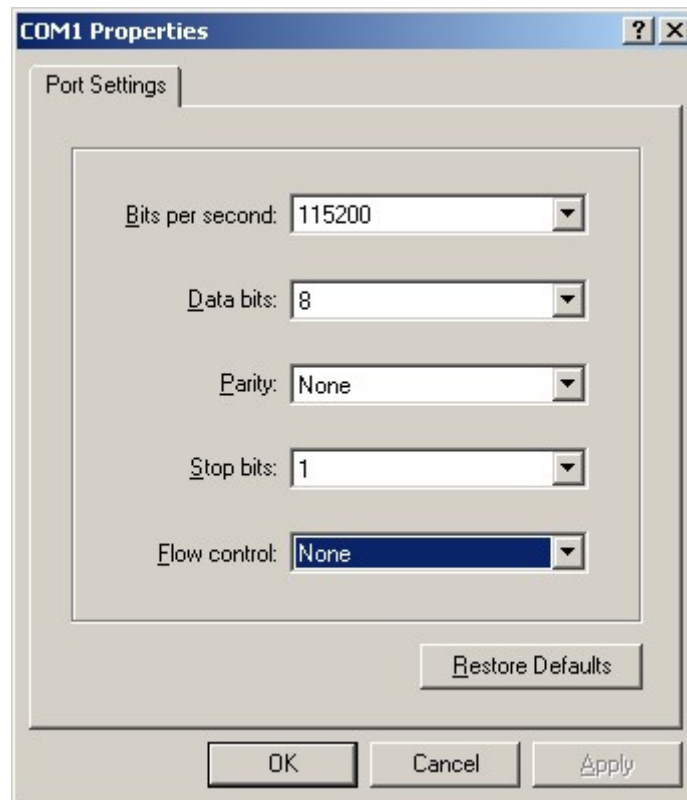 COM1 Properties
Port Settings
Bits per second: 115200
Data bits: 8
Parity: None
Stop bits: 1
Flow control: None
Restore Defaults
OK Cancel Apply